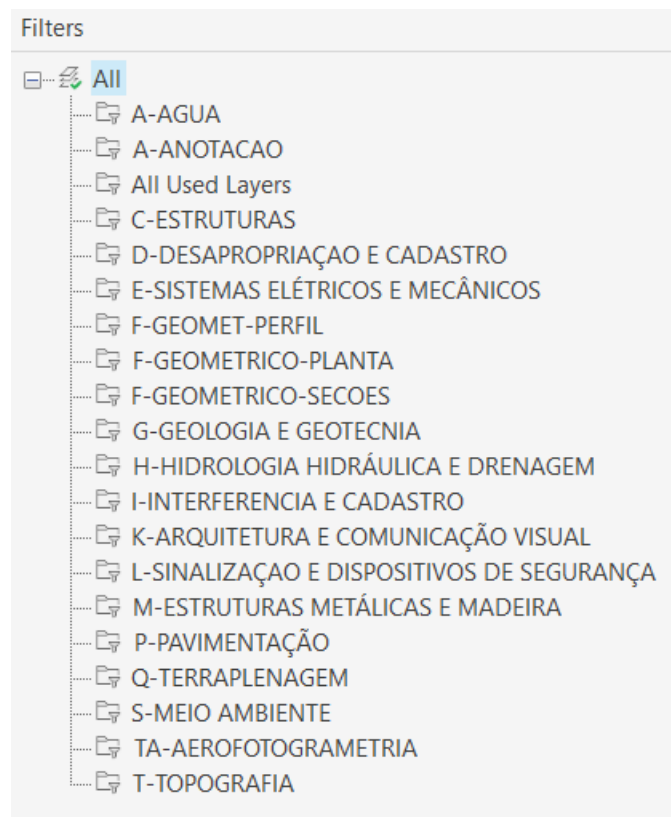 Filters
All
A-AGUA
A-ANOTACAO
All Used Layers
C-ESTRUTURAS
D-DESAPROPRIAÇAO E CADASTRO
E-SISTEMAS ELÉTRICOS E MECÂNICOS
F-GEOMET-PERFIL
F-GEOMETRICO-PLANTA
F-GEOMETRICO-SECOES
G-GEOLOGIA E GEOTECNIA
H-HIDROLOGIA HIDRÁULICA E DRENAGEM
I-INTERFERENCIA E CADASTRO
K-ARQUITETURA E COMUNICAÇÃO VISUAL
L-SINALIZAÇAO E DISPOSITIVOS DE SEGURANÇA
M-ESTRUTURAS METÁLICAS E MADEIRA
P-PAVIMENTAÇÃO
Q-TERRAPLENAGEM
S-MEIO AMBIENTE
TA-AEROFOTOGRAMETRIA
T-TOPOGRAFIA